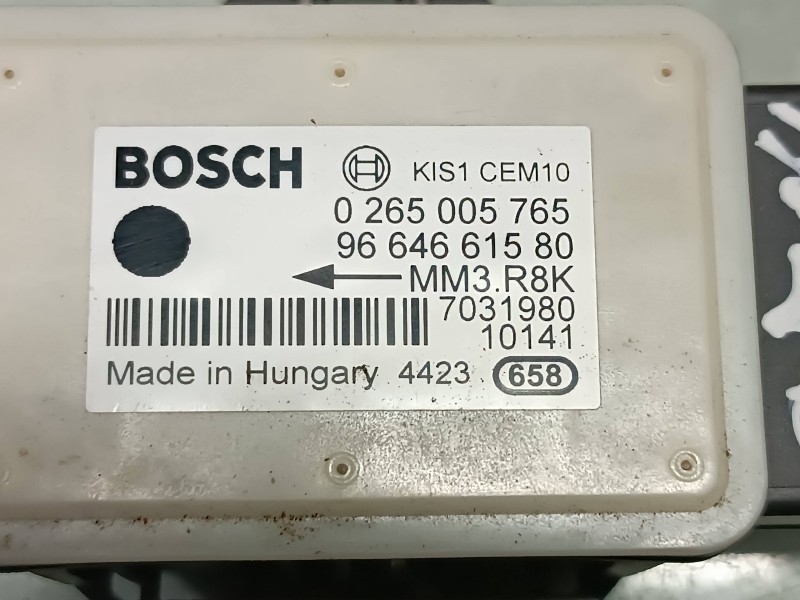 BOSCH KIS1 CEM10
0 265 005 765
96 646 615 80
MM3.R8K
7031980
10141
Made in Hungary 4423 658